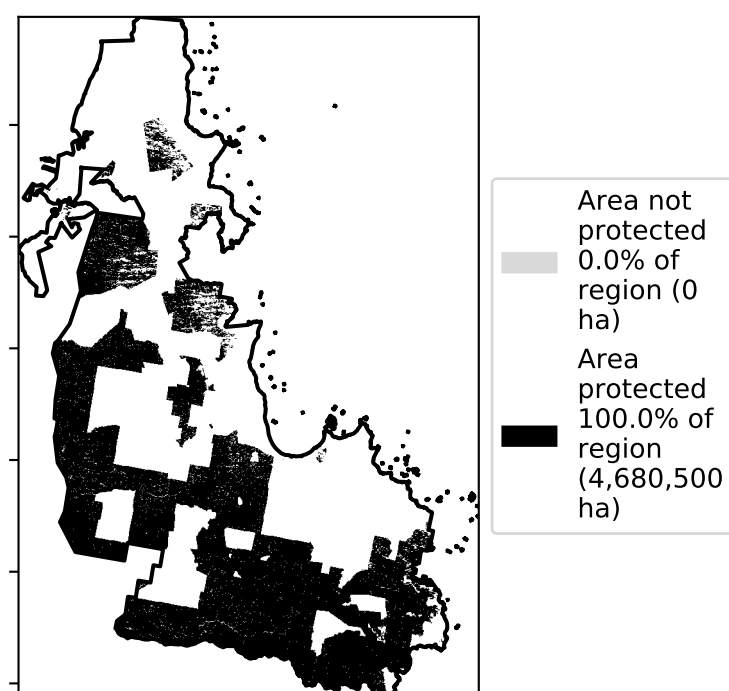 Area not
protected
0.0% of
region (0
ha)
Area
protected
100.0% of
region
(4,680,500
ha)